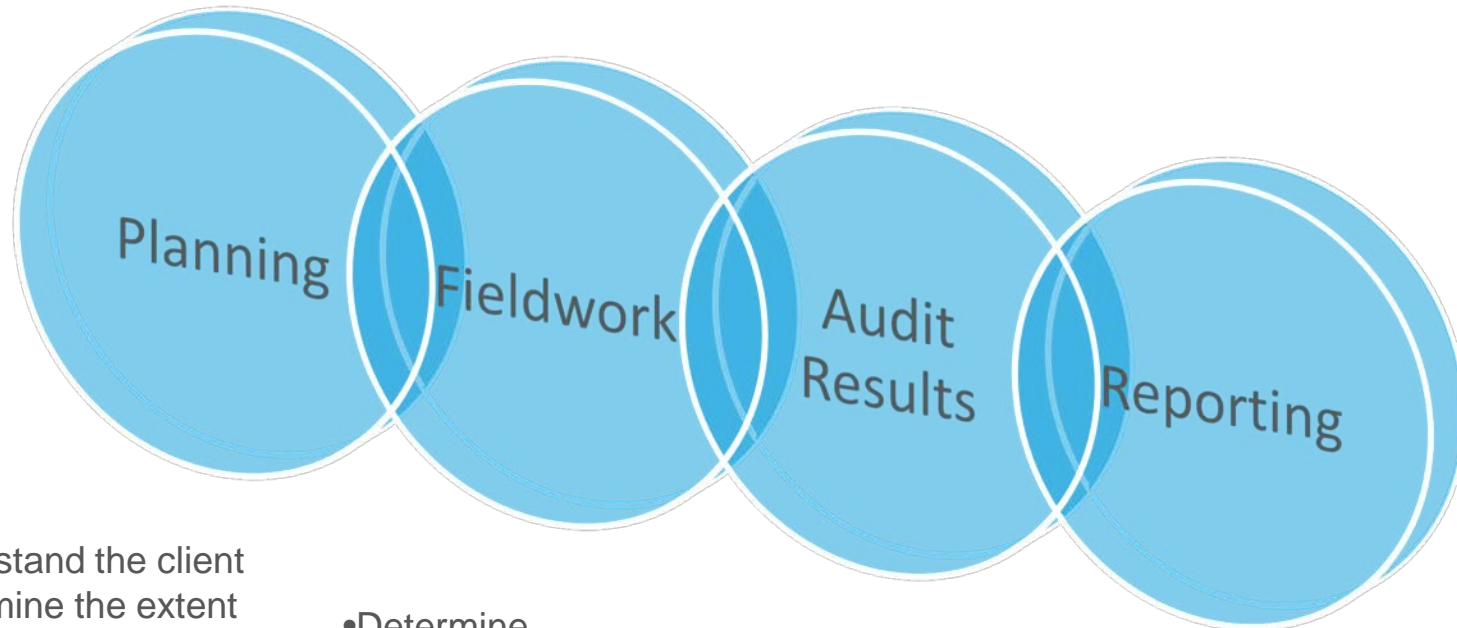 Planning
Fieldwork
Audit
Results
Reporting
stand the client
mine the extent
•Determine